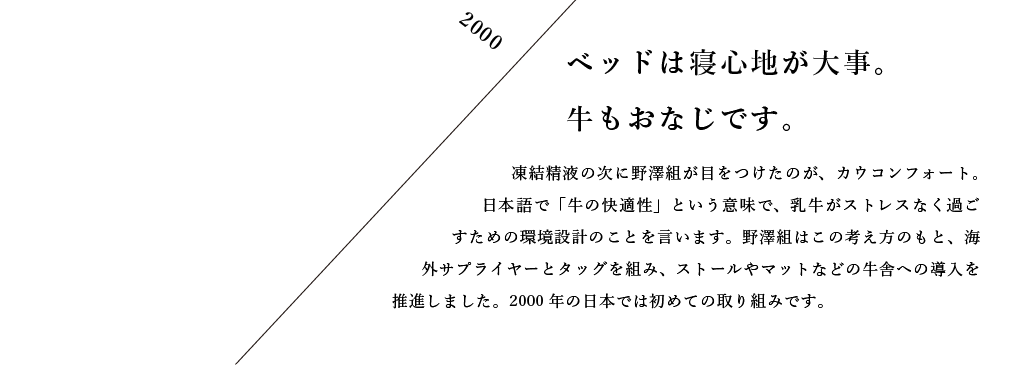 2000
ベッドは寝心地が大事。
牛もおなじです。
凍結精液の次に野澤組が目をつけたのが、カウコンフォート。
日本語で「牛の快適性」という意味で、乳牛がストレスなく過ご
すための環境設計のことを言います。野澤組はこの考え方のもと、海
外サプライヤーとタッグを組み、ストールやマットなどの牛舎への導入を
推進しました。2000 年の日本では初めての取り組みです。